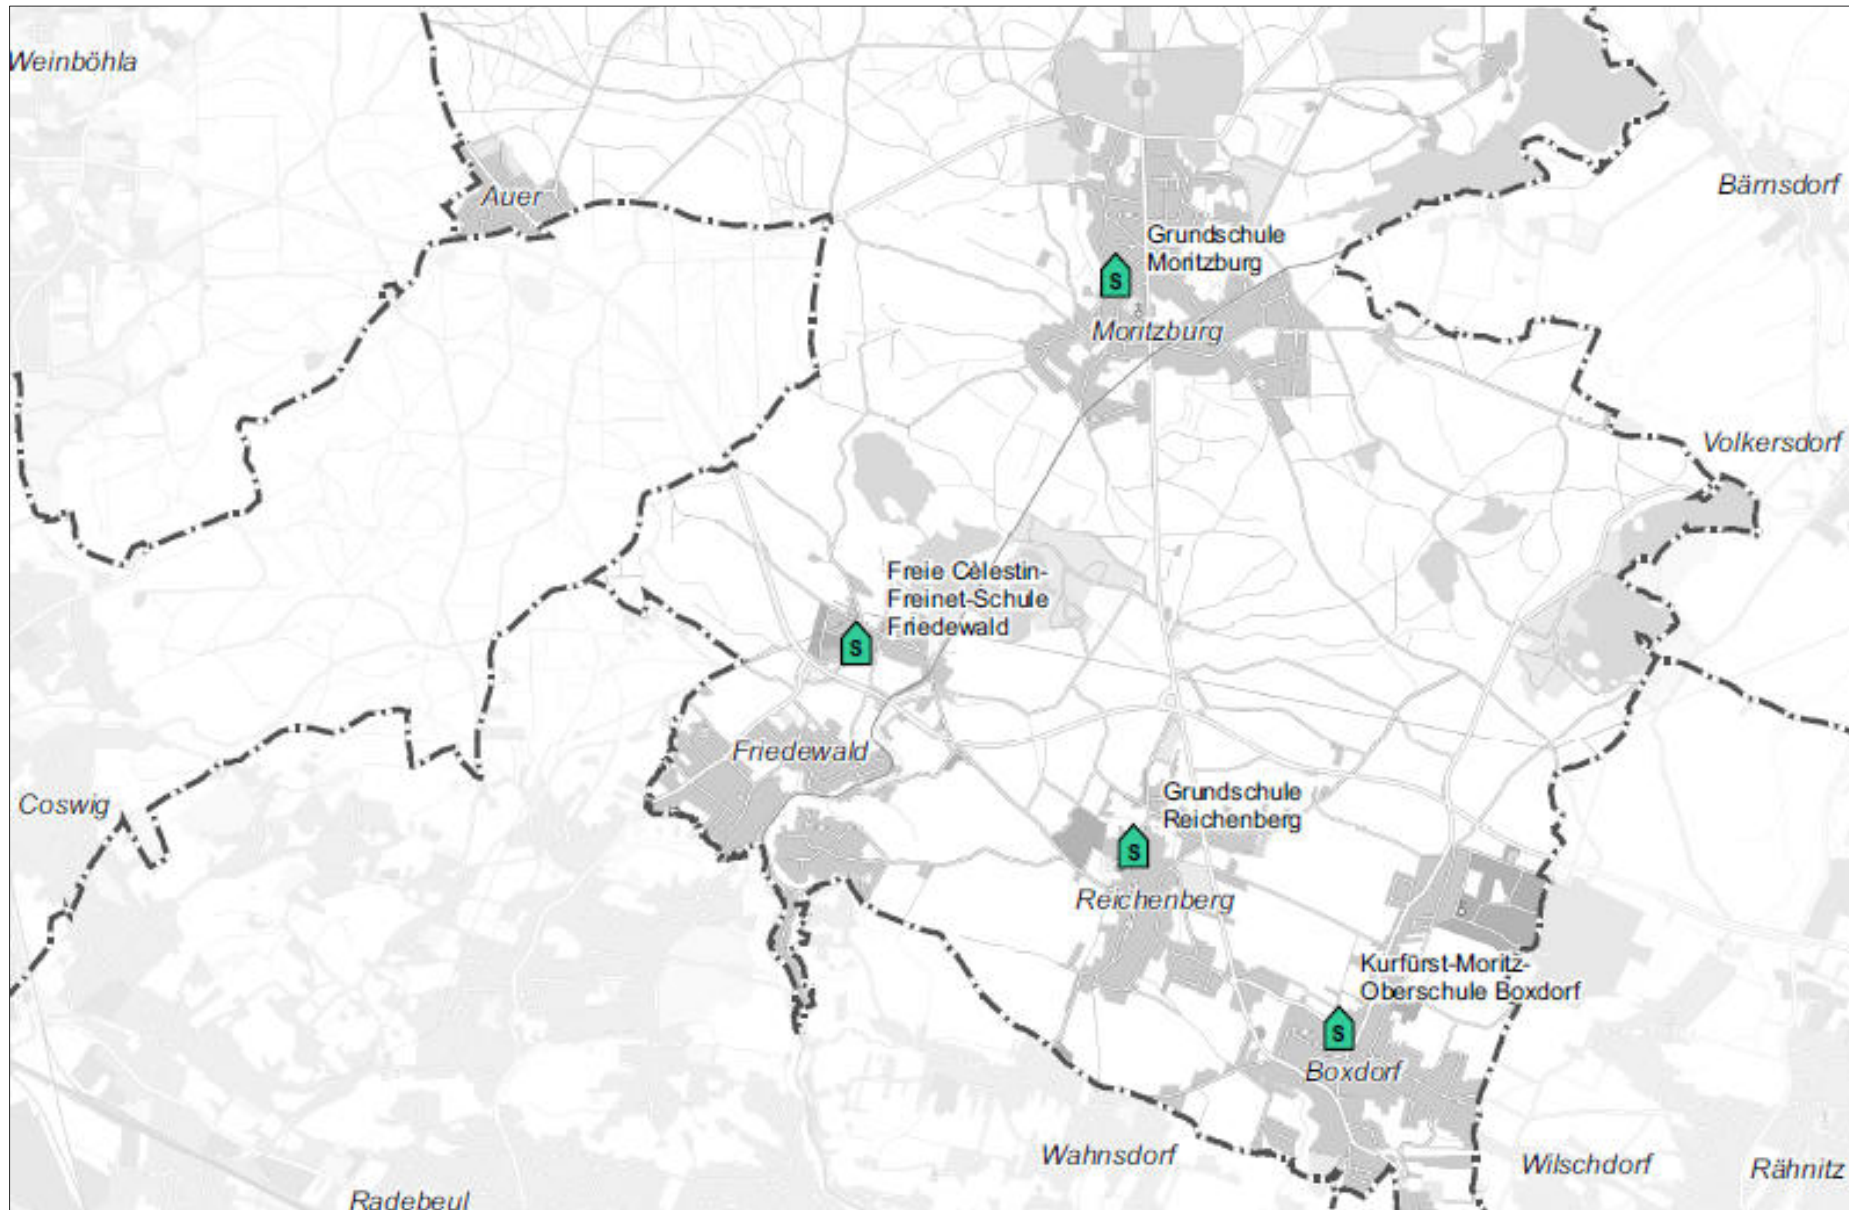 Weinböhla
Auer
Bärnsdorf
Grundschule
Moritzburg
S
Moritzburg
Volkersdorf
Freie Cèlestin-
Freinet-Schule
Friedewald
S
Friedewald
Coswig
Grundschule
Reichenberg
S
Reichenberg
Kurfürst-Moritz-
Oberschule Boxdorf
S
Boxdorf
Wahnsdorf
Wilschdorf
Rähnitz
Radebeul